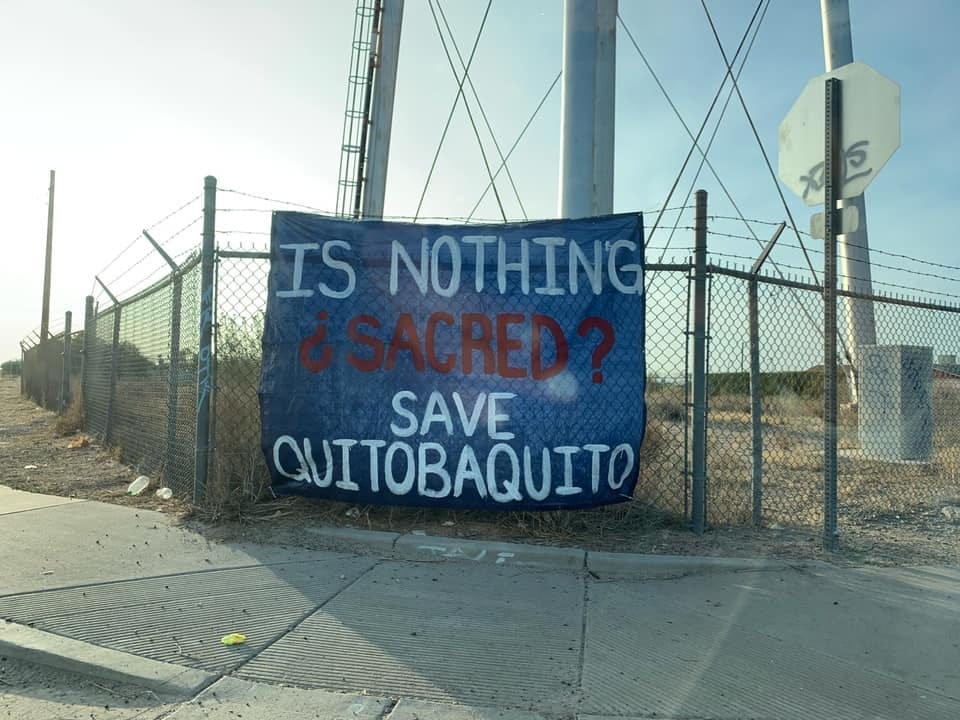 IS NOTHING
¿SACRED?
SAVE
QUITOBAQUITO